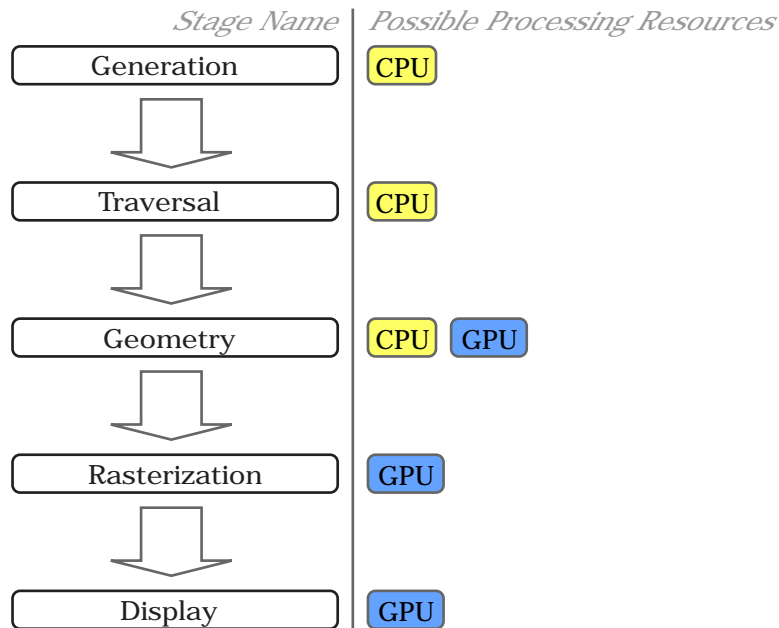 Stage Name Possible Processing Resources
Generation CPU
Traversal CPU
Geometry CPU GPU
Rasterization GPU
Display GPU